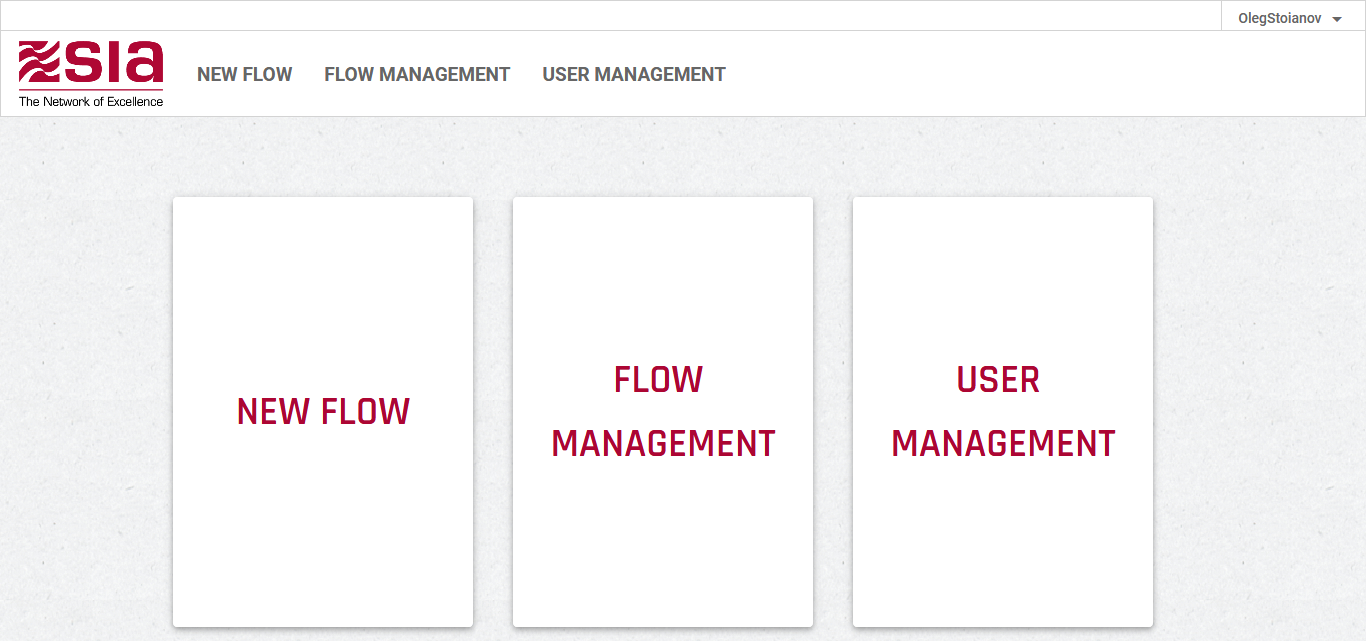 OlegStoianov
sia
The Network of Excellence
NEW FLOW FLOW MANAGEMENT USER MANAGEMENT
NEW FLOW
FLOW
MANAGEMENT
USER
MANAGEMENT